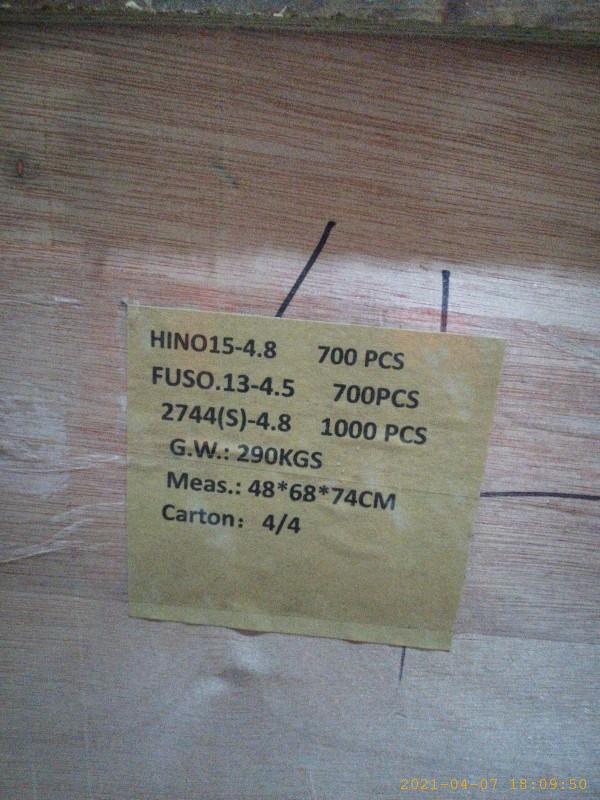 HINO15-4.8 700 PCS
FUSO.13-4.5 700PCS
2744(S)-4.8 1000 PCS
G.W.: 290KGS
Meas.: 48*68*74CM
Carton: 4/4
2021-04-07 18:09:50